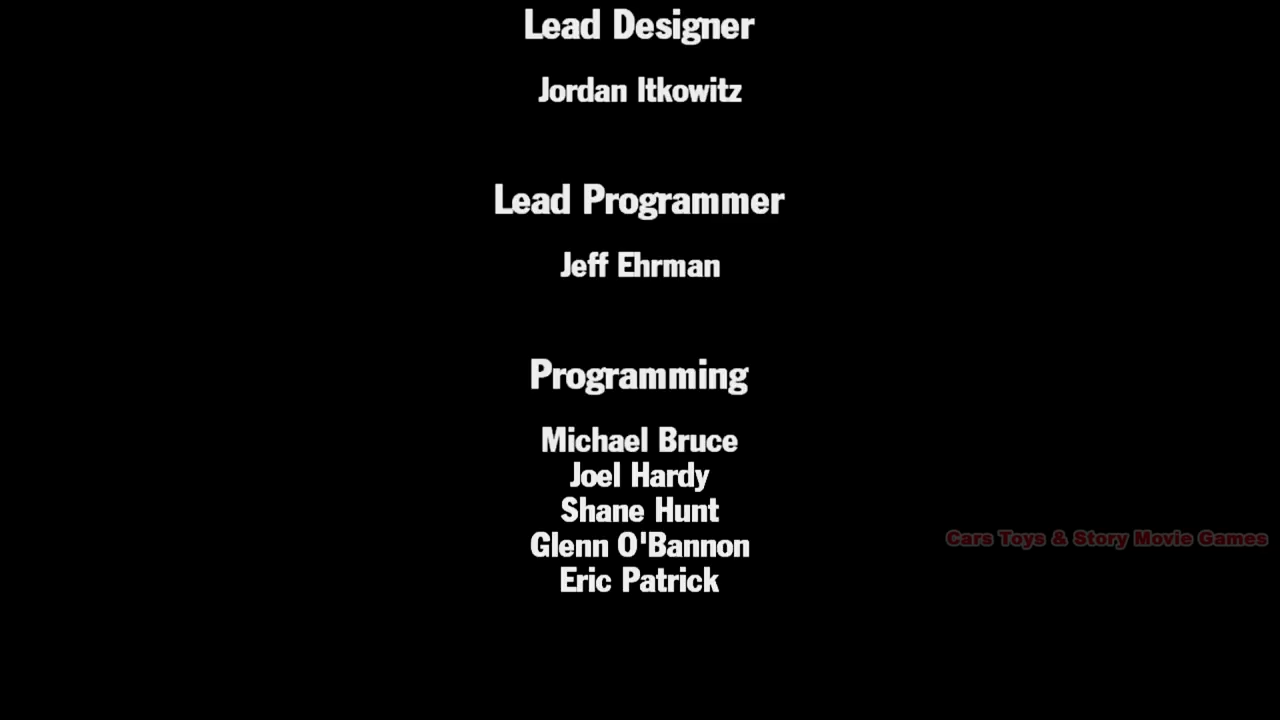 Lead Designer
Jordan Itkowitz
Lead Programmer
Jeff Ehrman
Programming
Michael Bruce
Joel Hardy
Shane Hunt
Glenn O'Bannon
Eric Patrick
Cars Toys & Story Movie Games